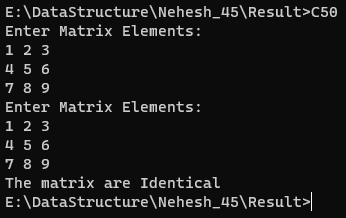 E:\DataStructure\Nehesh_45\Result>C50
Enter Matrix Elements:
1 2 3
4 5 6
7 8 9
Enter Matrix Elements:
1 2 3
4 5 6
7 8 9
The matrix are Identical
E:\DataStructure\Nehesh_45\Result>